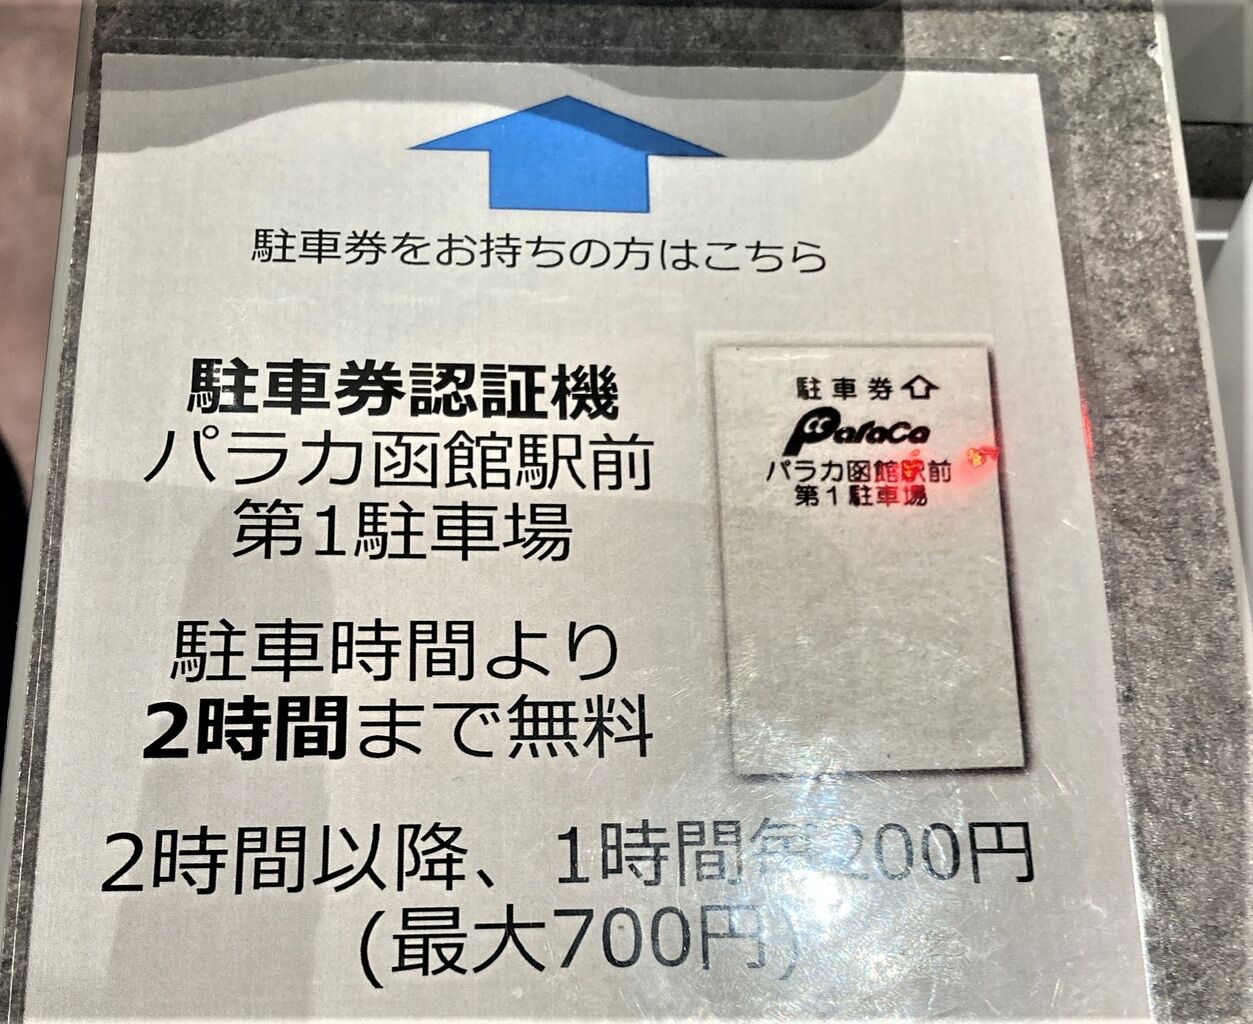 駐車券をお持ちの方はこちら
駐車券認証機
パラカ函館駅前
第1駐車場
駐車券
Paraca
パラカ函館駅前
第1駐車場
駐車時間より
2時間まで無料
2時間以降、1時間毎200円
(最大700円)